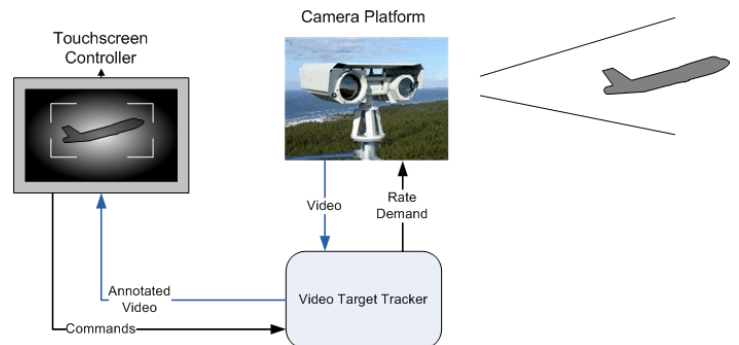 Camera Platform
Touchscreen
Controller
Video
Rate
Demand
Annotated
Video
Video Target Tracker
Commands